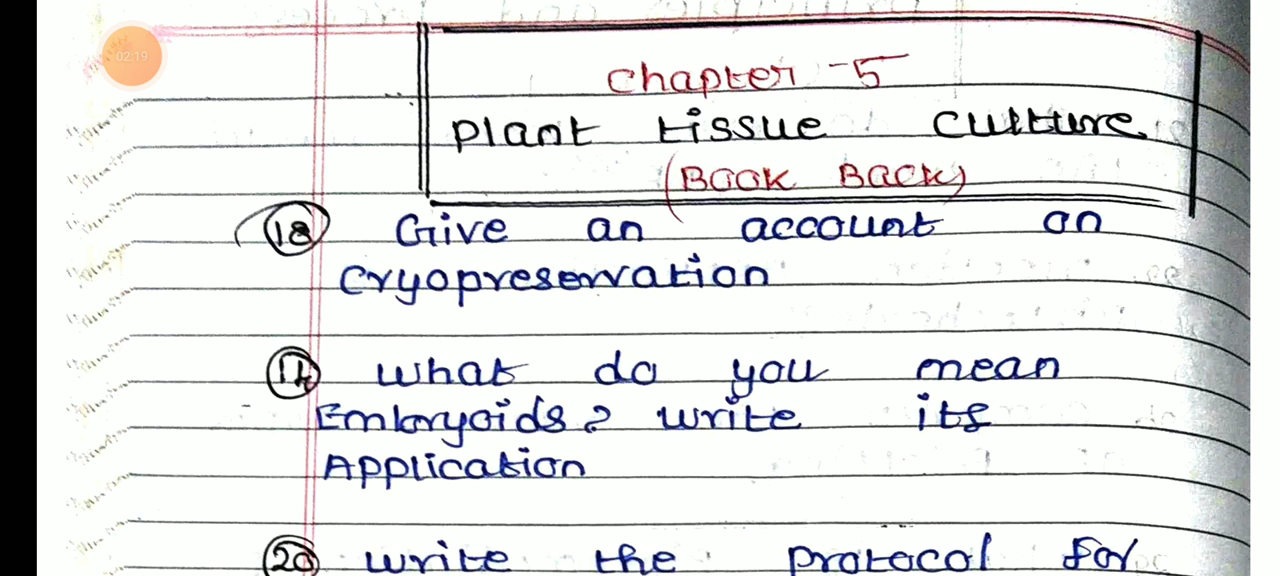 02:19
Chapter -5
Plant tissue culture
(Book Back)
18 Give an account on
Cryopreservation
What do you mean
Embryoids? write its
Application
20 write the protocol for